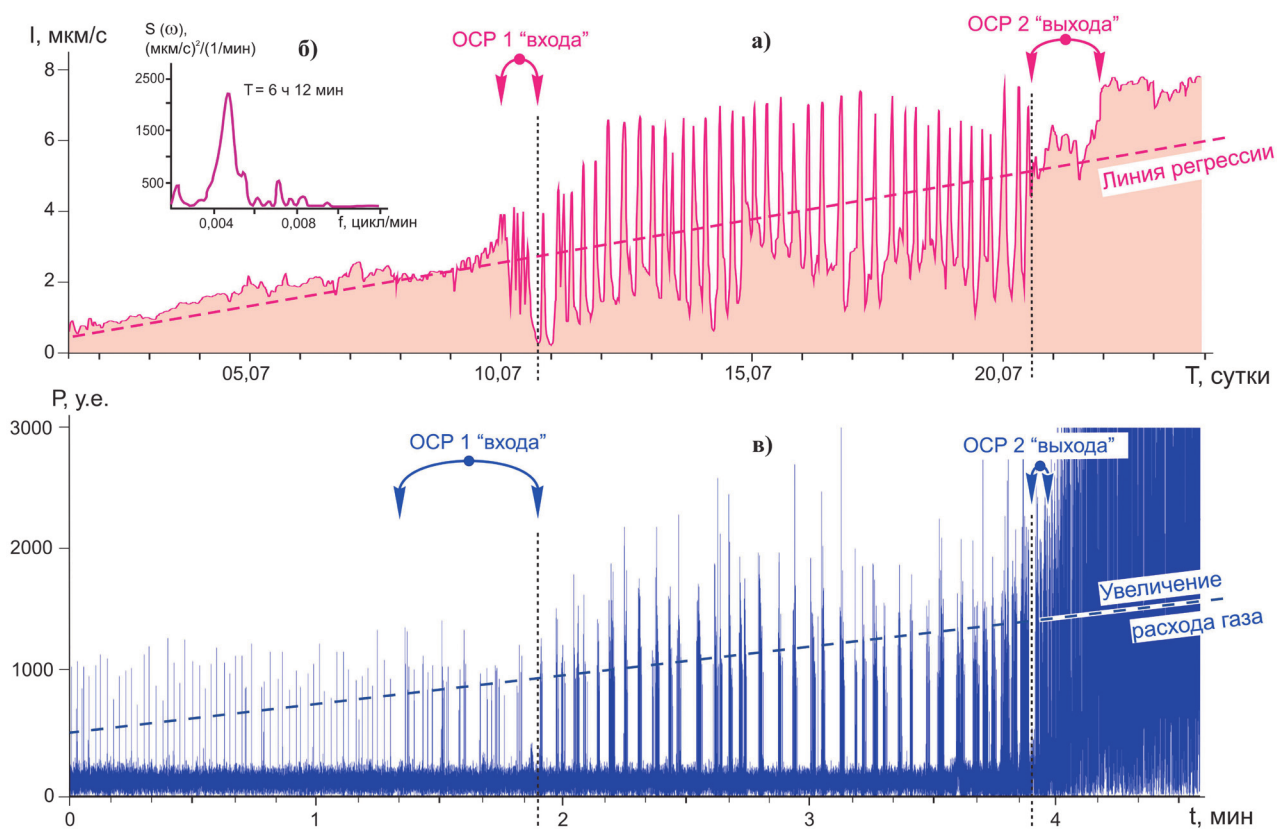 I, мкм/с
S (ω),
(мкм/с)²/(1/мин)
б)
ОСР 1 “входа”
а)
ОСР 2 “выхода”
8
2500
T = 6 ч 12 мин
6
1500
Линия регрессии
4
500
0,004
0,008
f, цикл/мин
2
0
05,07
10,07
15,07
20,07
T, сутки
P, у.е.
3000
ОСР 1 “входа”
в)
ОСР 2 “выхода”
2000
Увеличение
расхода газа
1000
0
0
1
2
3
4
t, мин